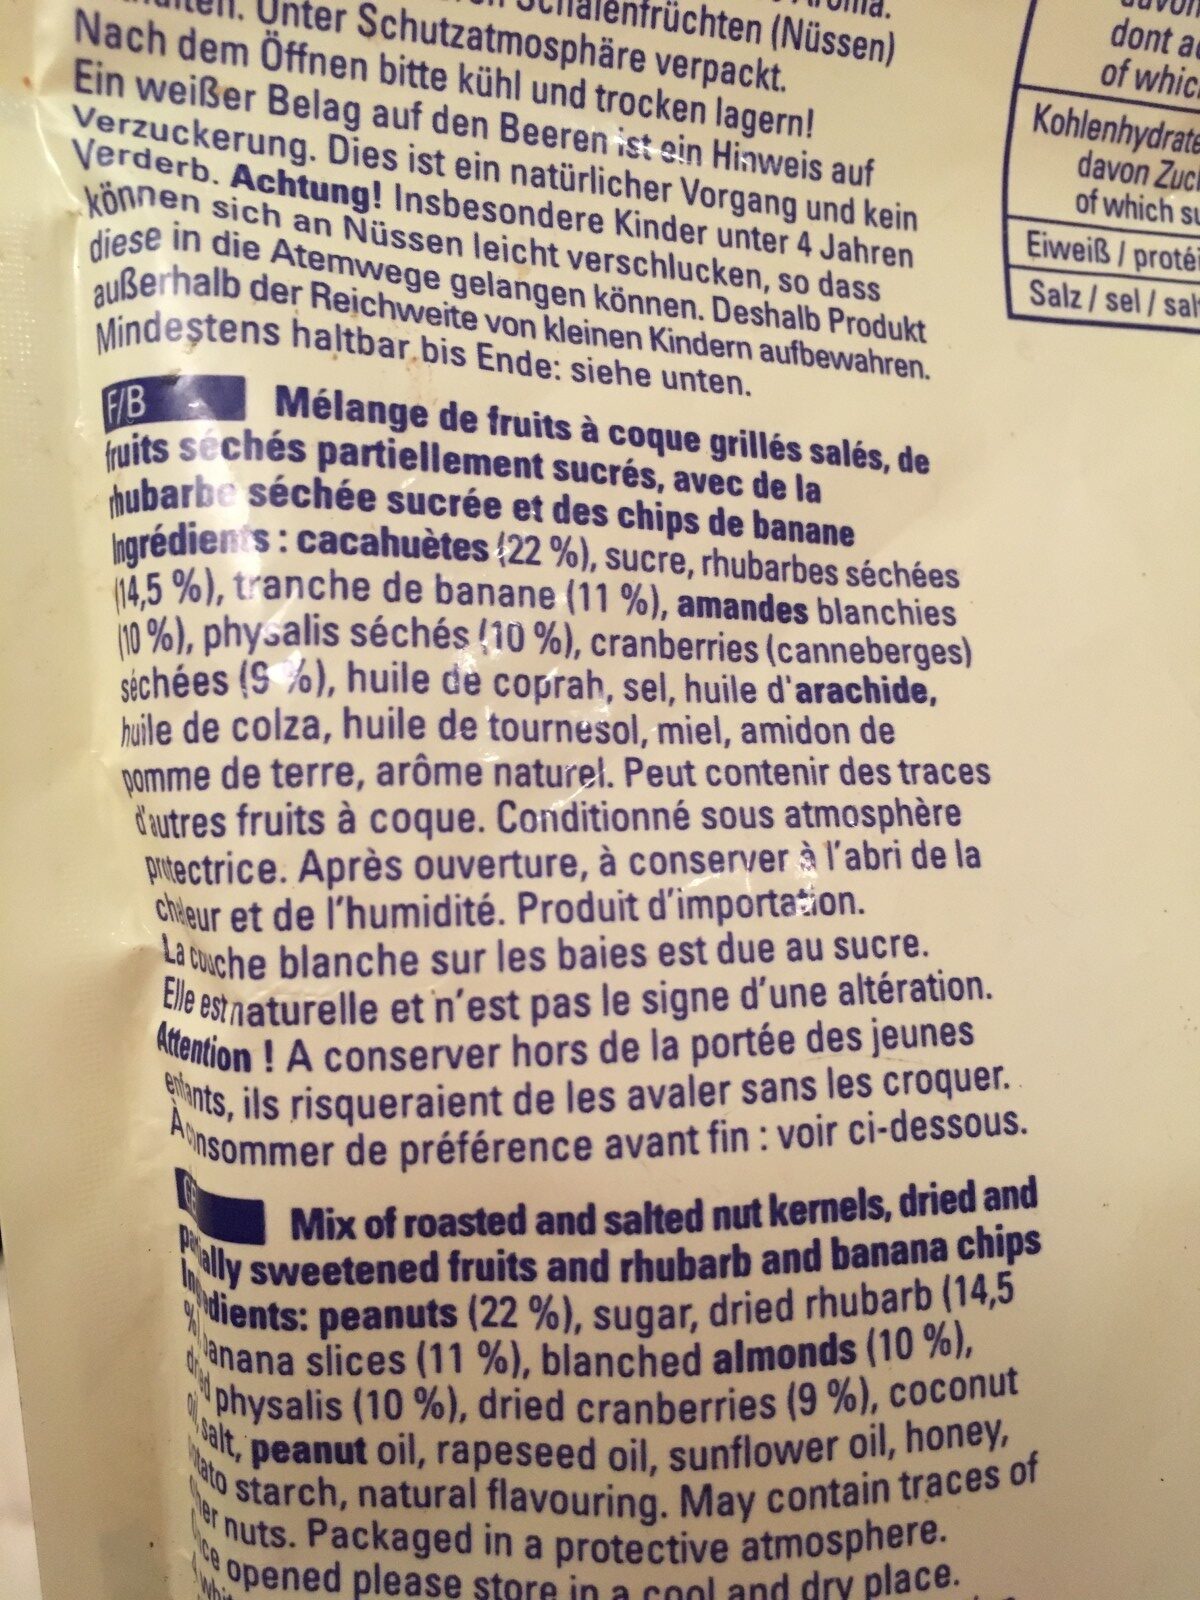 Schalenfrüchten (Nüssen)
Unter Schutzatmosphäre verpackt.
Nach dem Öffnen bitte kühl und trocken lagern!
Ein weißer Belag auf den Beeren ist ein Hinweis auf
Verzuckerung. Dies ist ein natürlicher Vorgang und kein
Verderb. Achtung! Insbesondere Kinder unter 4 Jahren
können sich an Nüssen leicht verschlucken, so dass
diese in die Atemwege gelangen können. Deshalb Produkt
außerhalb der Reichweite von kleinen Kindern aufbewahren.
Mindestens haltbar bis Ende: siehe unten.
F/B Mélange de fruits à coque grillés salés, de
fruits séchés partiellement sucrés, avec de la
rhubarbe séchée sucrée et des chips de banane
Ingrédients : cacahuètes (22 %), sucre, rhubarbes séchées
(14,5 %), tranche de banane (11 %), amandes blanchies
(10 %), physalis séchés (10 %), cranberries (canneberges)
séchées (9 %), huile de coprah, sel, huile d'arachide,
huile de colza, huile de tournesol, miel, amidon de
pomme de terre, arôme naturel. Peut contenir des traces
d'autres fruits à coque. Conditionné sous atmosphère
protectrice. Après ouverture, à conserver à l'abri de la
chaleur et de l'humidité. Produit d'importation.
La couche blanche sur les baies est due au sucre.
Elle est naturelle et n'est pas le signe d'une altération.
Attention ! A conserver hors de la portée des jeunes
enfants, ils risqueraient de les avaler sans les croquer.
À consommer de préférence avant fin : voir ci-dessous.
GB Mix of roasted and salted nut kernels, dried and
partially sweetened fruits and rhubarb and banana chips
Ingredients: peanuts (22 %), sugar, dried rhubarb (14,5
%), banana slices (11 %), blanched almonds (10 %),
dried physalis (10 %), dried cranberries (9 %), coconut
oil, salt, peanut oil, rapeseed oil, sunflower oil, honey,
potato starch, natural flavouring. May contain traces of
other nuts. Packaged in a protective atmosphere.
Once opened please store in a cool and dry place.
dont
of which
Kohlenhydrate
davon
of which
Eiweiß /
Salz / sel / salt